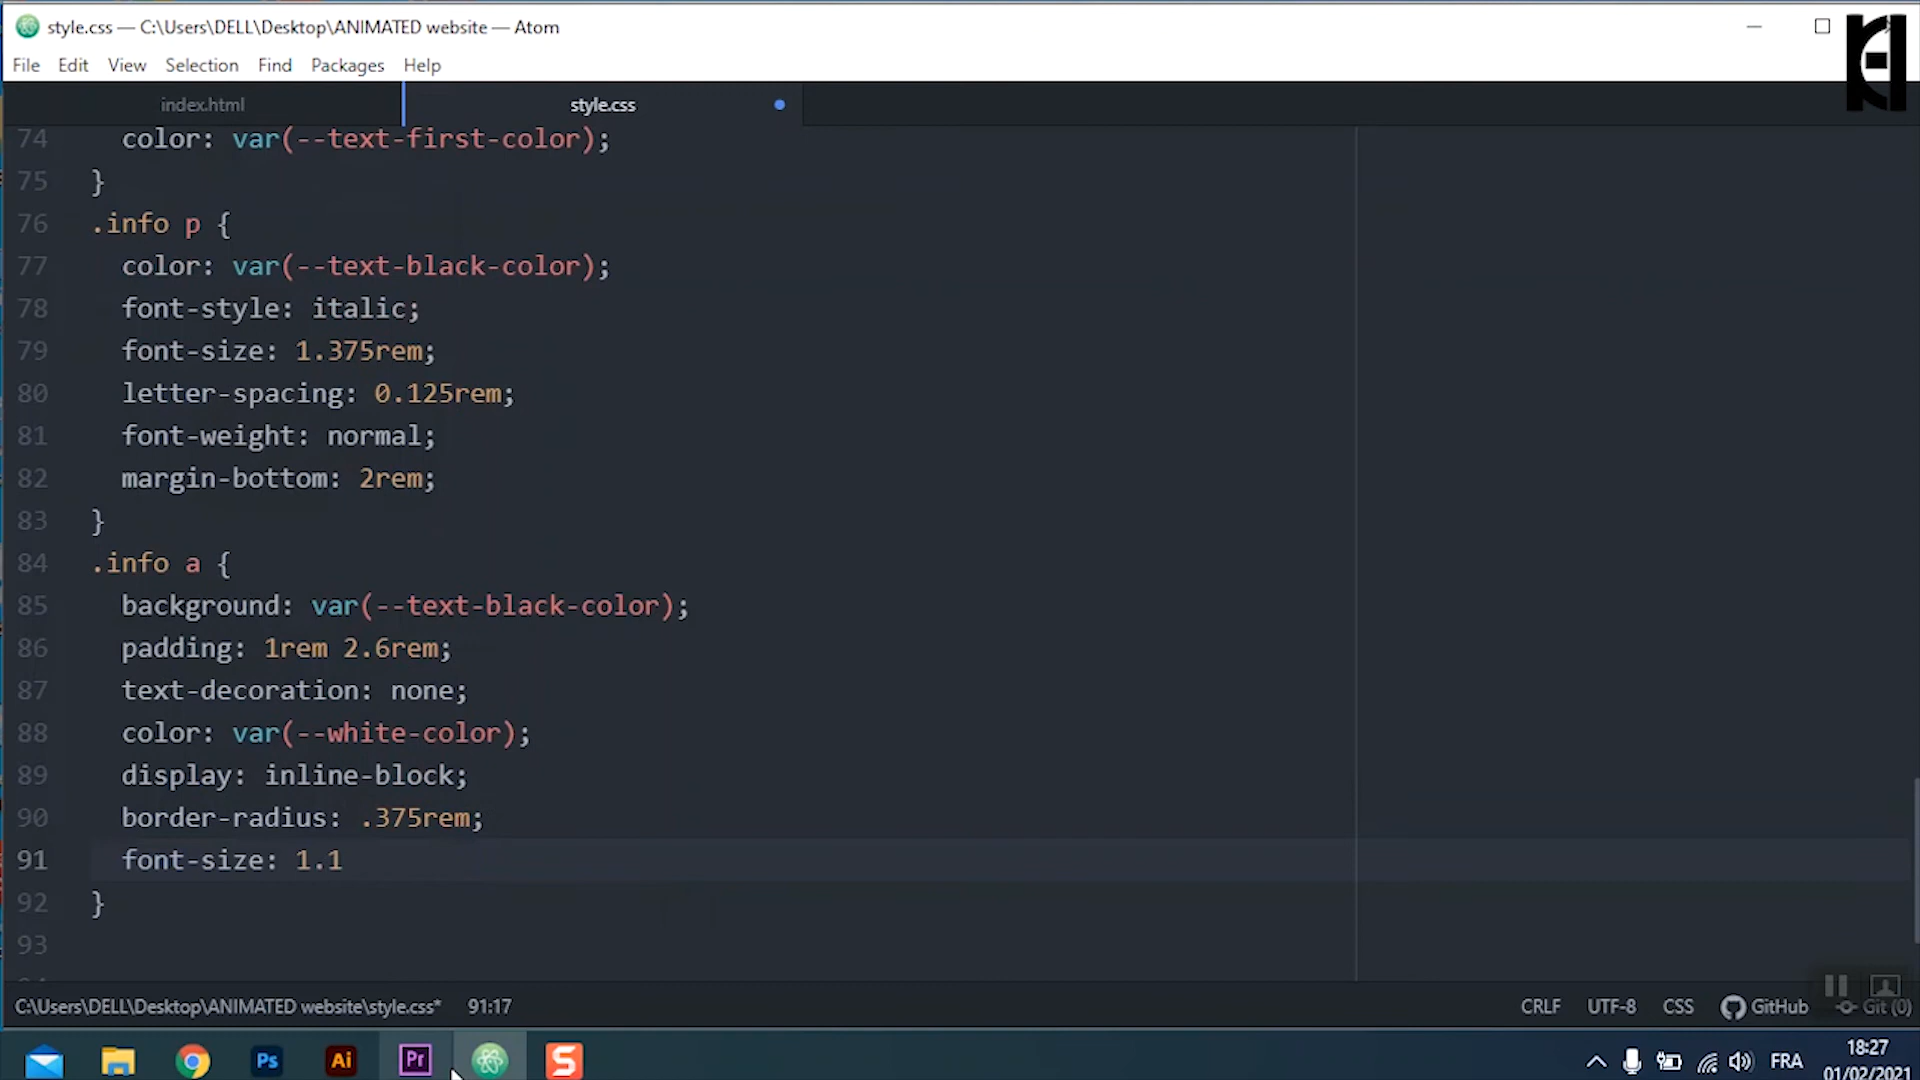 style.css — C:\Users\DELL\Desktop\ANIMATED website — Atom
File Edit View Selection Find Packages Help
index.html style.css
74 color: var(--text-first-color);
75 }
76 .info p {
77 color: var(--text-black-color);
78 font-style: italic;
79 font-size: 1.375rem;
80 letter-spacing: 0.125rem;
81 font-weight: normal;
82 margin-bottom: 2rem;
83 }
84 .info a {
85 background: var(--text-black-color);
86 padding: 1rem 2.6rem;
87 text-decoration: none;
88 color: var(--white-color);
89 display: inline-block;
90 border-radius: .375rem;
91 font-size: 1.1
92 }
93
C:\Users\DELL\Desktop\ANIMATED website\style.css* 91:17 CRLF UTF-8 CSS GitHub Git (0)
Ps Ai Pr S FRA 18:27
01/02/2021